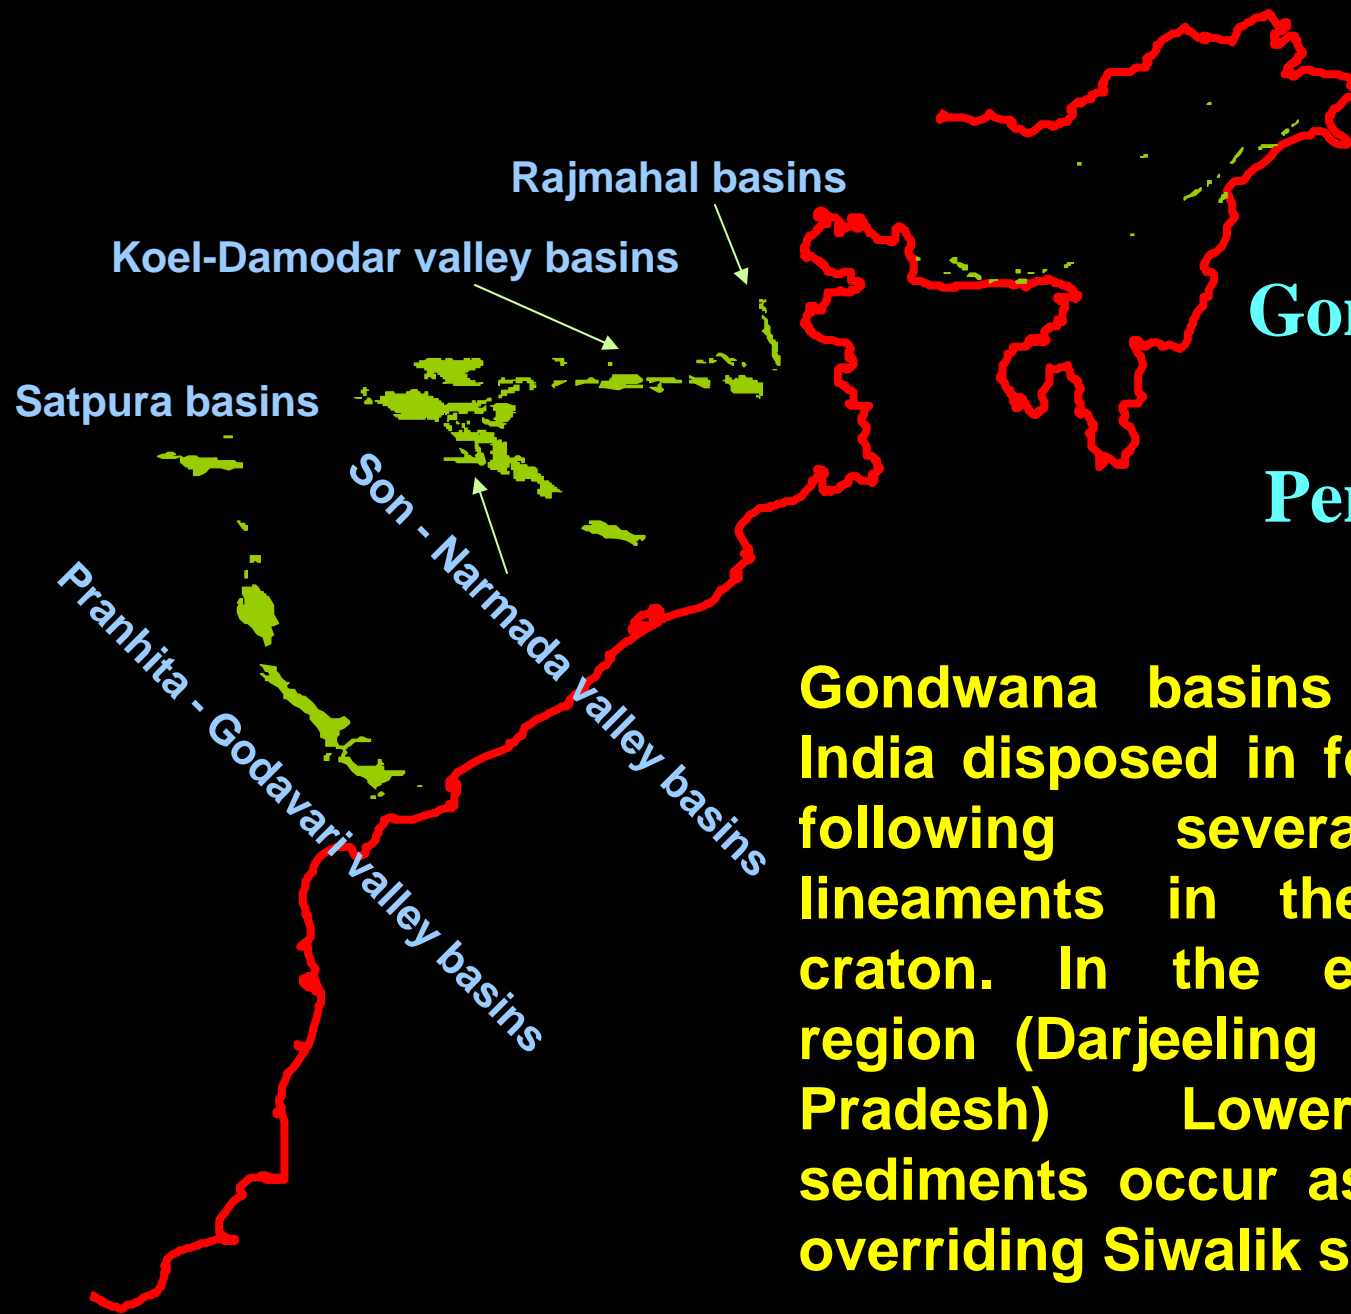 Rajmahal basins
Koel-Damodar valley basins
Satpura basins
Son - Narmada valley basins
Pranhita - Godavari valley basins
Gondwana basins
India disposed in
following
lineaments in
craton. In the
region (Darjeeling
Pradesh) Lower
sediments occur as
overriding Siwalik